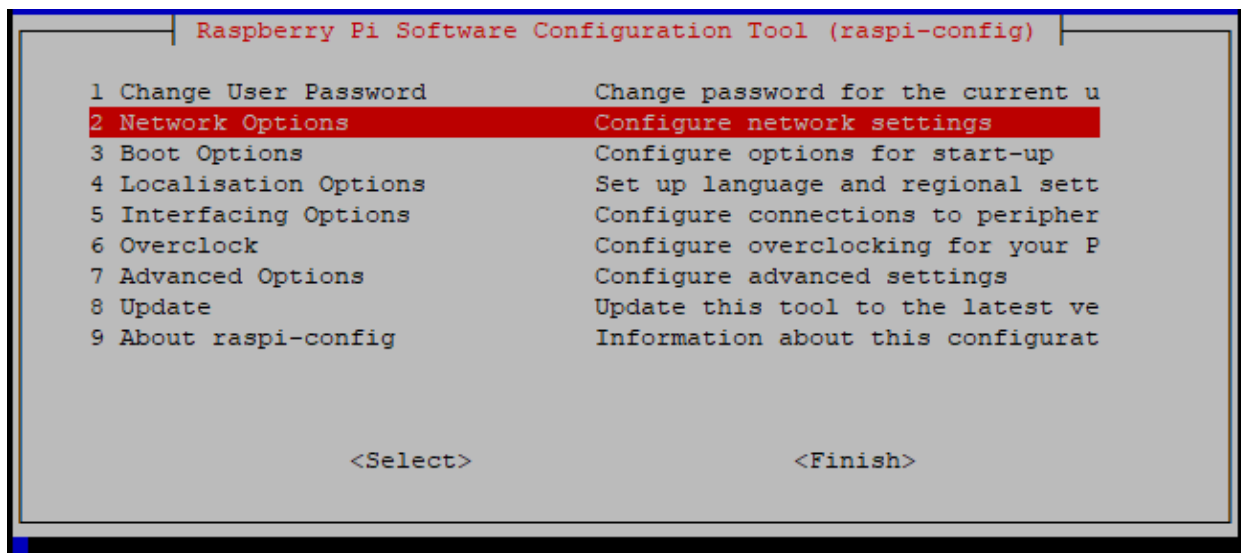 Raspberry Pi Software Configuration Tool (raspi-config)
1 Change User Password Change password for the current u
2 Network Options Configure network settings
3 Boot Options Configure options for start-up
4 Localisation Options Set up language and regional sett
5 Interfacing Options Configure connections to peripher
6 Overclock Configure overclocking for your P
7 Advanced Options Configure advanced settings
8 Update Update this tool to the latest ve
9 About raspi-config Information about this configurat
<Select> <Finish>